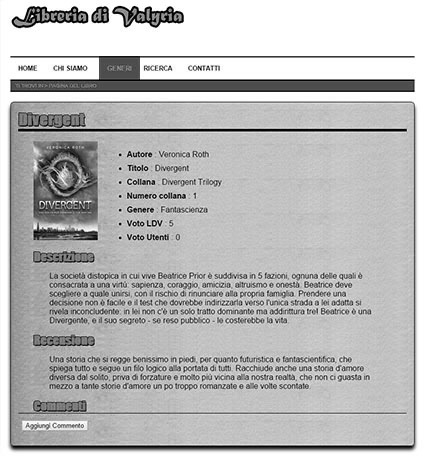 Libreria di Valyria
HOME CHI SIAMO GENERI RICERCA CONTATTI
TI TROVI IN > PAGINA DEL LIBRO
Divergent
VERONICA ROTH
DIVERGENT
Autore : Veronica Roth
Titolo : Divergent
Collana : Divergent Trilogy
Numero collana : 1
Genere : Fantascienza
Voto LDV : 5
Voto Utenti : 0
Descrizione
La società distopica in cui vive Beatrice Prior è suddivisa in 5 fazioni, ognuna delle quali è
consacrata a una virtù: sapienza, coraggio, amicizia, altruismo e onestà. Beatrice deve
scegliere a quale unirsi, con il rischio di rinunciare alla propria famiglia. Prendere una
decisione non è facile e il test che dovrebbe indirizzarla verso l'unica strada a lei adatta si
rivela inconcludente: in lei non c'è un solo tratto dominante ma addirittura tre! Beatrice è una
Divergente, e il suo segreto - se reso pubblico - le costerebbe la vita.
Recensione
Una storia che si regge benissimo in piedi, per quanto futuristica e fantascientifica, che
spiega tutto e segue un filo logico alla portata di tutti. Racchiude anche una storia d'amore
diversa dal solito, priva di forzature e molto più vicina alla nostra realtà, che non ci guasta in
mezzo a tante storie d'amore un po troppo romanzate e alle volte scontate.
Commenti
Aggiungi Commento